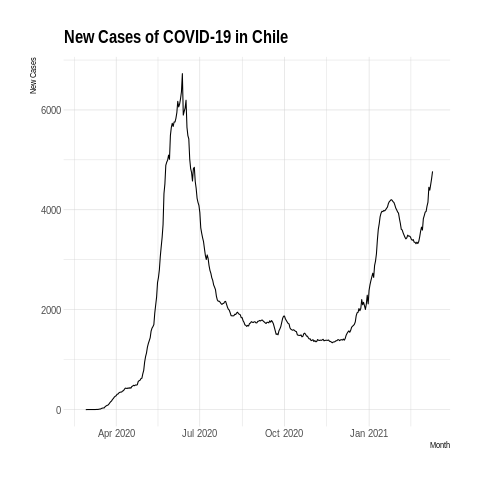 New Cases of COVID-19 in Chile
New Cases
6000
4000
2000
0
Apr 2020
Jul 2020
Oct 2020
Jan 2021
Month